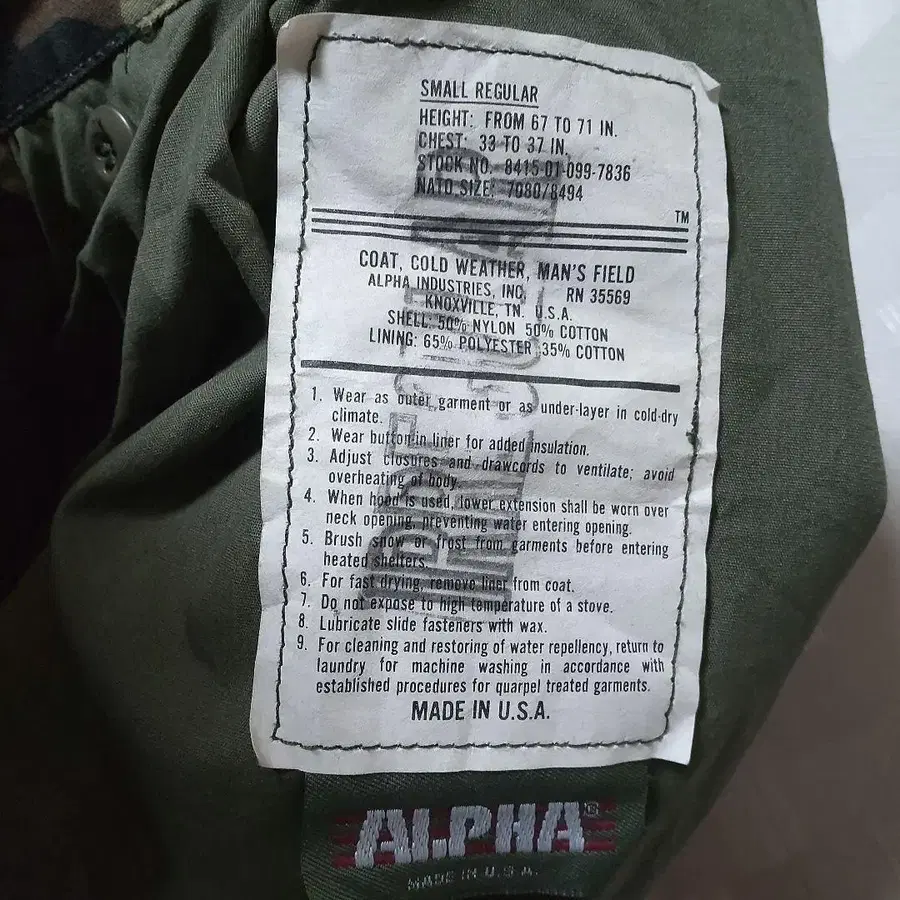 SMALL REGULAR
HEIGHT: FROM 67 TO 71 IN.
CHEST: 33 TO 37 IN.
STOCK NO. 8415-01-099-7836
NATO SIZE: 7080/8494
TM
COAT, COLD WEATHER, MAN'S FIELD
ALPHA INDUSTRIES, INC. RN 35569
KNOXVILLE, TN. U.S.A.
SHELL: 50% NYLON 50% COTTON
LINING: 65% POLYESTER 35% COTTON
1. Wear as outer garment or as under-layer in cold-dry
climate.
2. Wear button in liner for added insulation.
3. Adjust closures and drawcords to ventilate; avoid
overheating of body.
4. When hood is used, lower extension shall be worn over
neck opening, preventing water entering opening.
5. Brush snow or frost from garments before entering
heated shelters.
6. For fast drying, remove liner from coat.
7. Do not expose to high temperature of a stove.
8. Lubricate slide fasteners with wax.
9. For cleaning and restoring of water repellency, return to
laundry for machine washing in accordance with
established procedures for quarpel treated garments.
MADE IN U.S.A.
ALPHA®
MADE IN U.S.A.